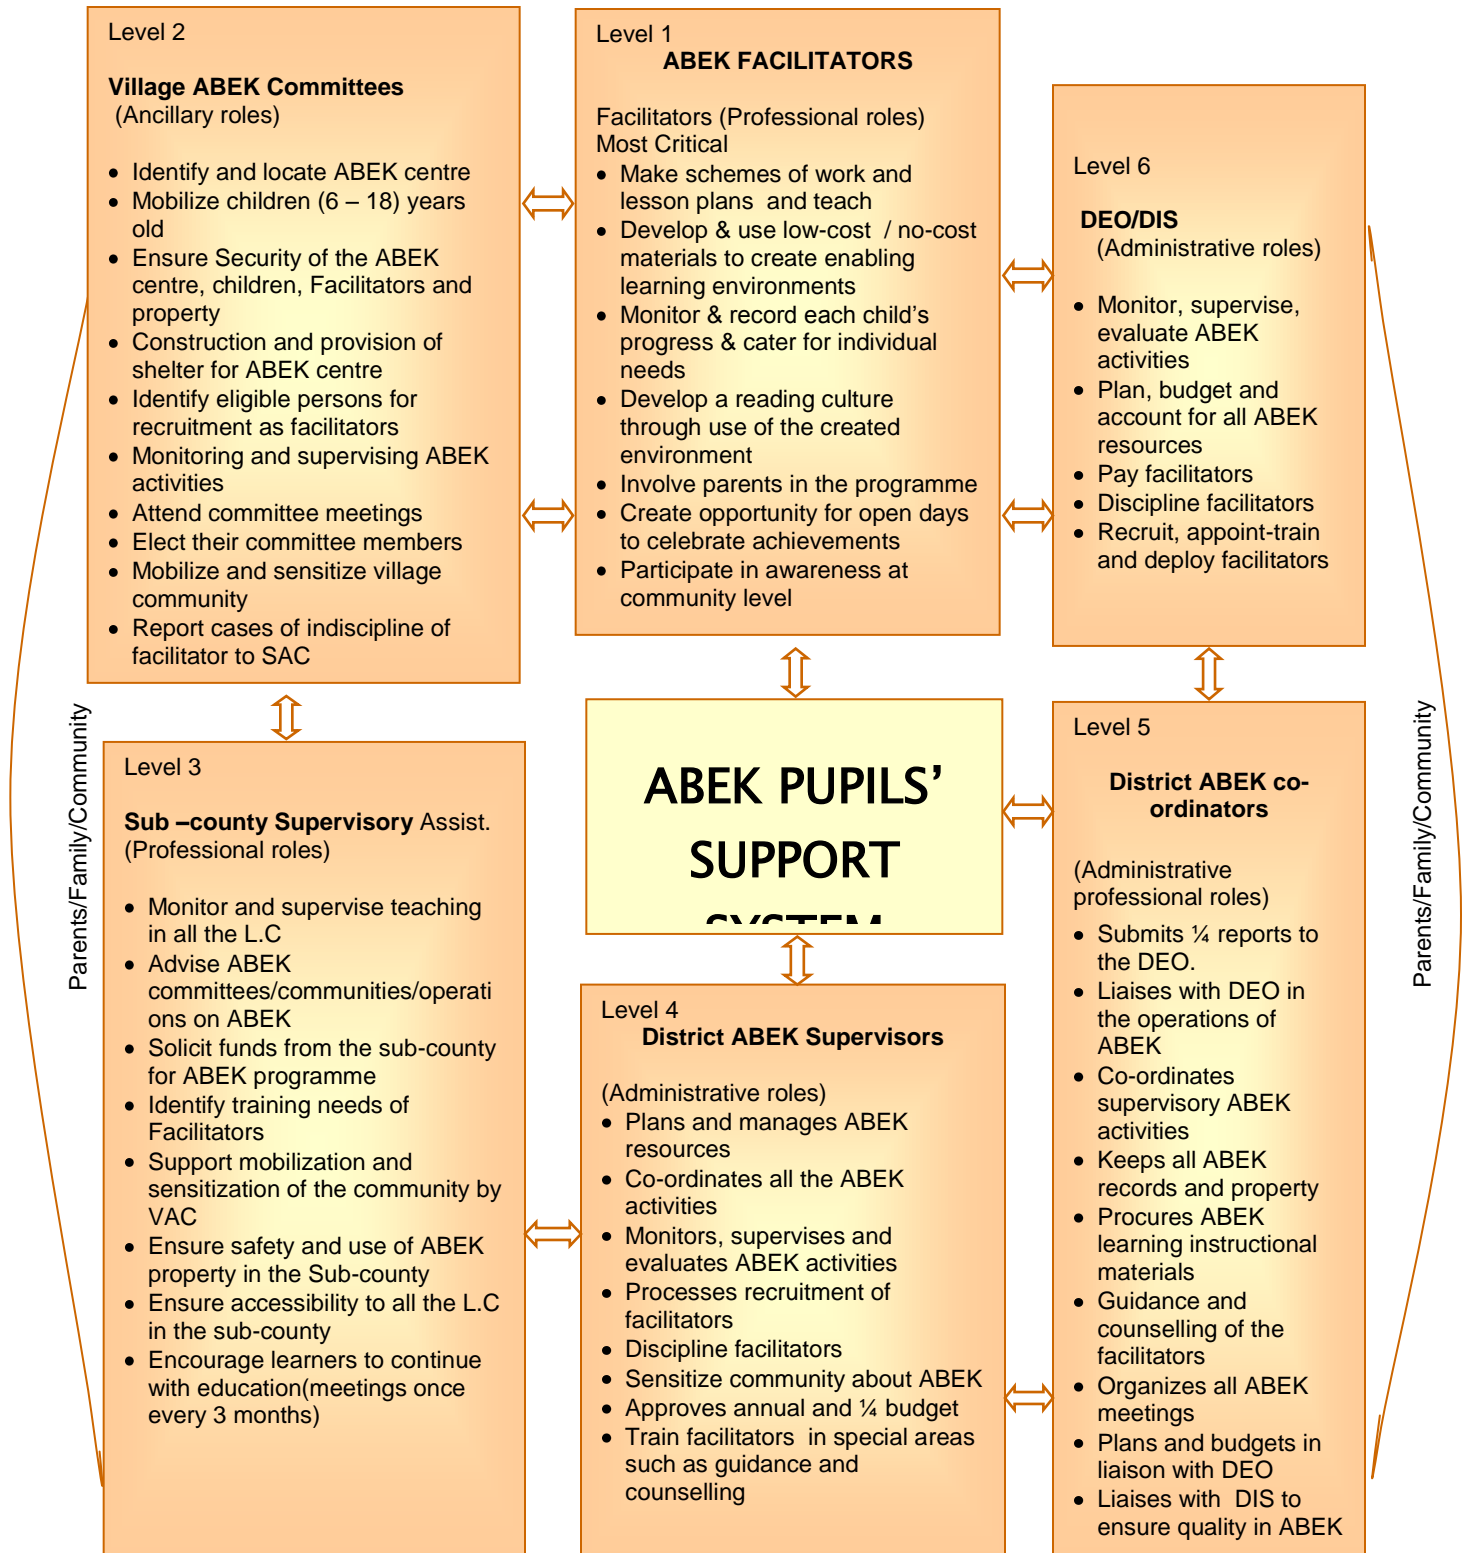 Level 2
Village ABEK Committees
(Ancillary roles)
• Identify and locate ABEK centre
• Mobilize children (6 – 18) years
old
• Ensure Security of the ABEK
centre, children, Facilitators and
property
• Construction and provision of
shelter for ABEK centre
• Identify eligible persons for
recruitment as facilitators
• Monitoring and supervising ABEK
activities
• Attend committee meetings
• Elect their committee members
• Mobilize and sensitize village
community
• Report cases of indiscipline of
facilitator to SAC
Level 1
ABEK FACILITATORS
Facilitators (Professional roles)
Most Critical
• Make schemes of work and
lesson plans and teach
• Develop & use low-cost / no-cost
materials to create enabling
learning environments
• Monitor & record each child’s
progress & cater for individual
needs
• Develop a reading culture
through use of the created
environment
• Involve parents in the programme
• Create opportunity for open days
to celebrate achievements
• Participate in awareness at
community level
Level 6
DEO/DIS
(Administrative roles)
• Monitor, supervise,
evaluate ABEK
activities
• Plan, budget and
account for all ABEK
resources
• Pay facilitators
• Discipline facilitators
• Recruit, appoint-train
and deploy facilitators
Parents/Family/Community
Level 3
Sub –county Supervisory Assist.
(Professional roles)
• Monitor and supervise teaching
in all the L.C
• Advise ABEK
committees/communities/operati
ons on ABEK
• Solicit funds from the sub-county
for ABEK programme
• Identify training needs of
Facilitators
• Support mobilization and
sensitization of the community by
VAC
• Ensure safety and use of ABEK
property in the Sub-county
• Ensure accessibility to all the L.C
in the sub-county
• Encourage learners to continue
with education(meetings once
every 3 months)
ABEK PUPILS’
SUPPORT
SYSTEM
Level 4
District ABEK Supervisors
(Administrative roles)
• Plans and manages ABEK
resources
• Co-ordinates all the ABEK
activities
• Monitors, supervises and
evaluates ABEK activities
• Processes recruitment of
facilitators
• Discipline facilitators
• Sensitize community about ABEK
• Approves annual and ¼ budget
• Train facilitators in special areas
such as guidance and
counselling
Level 5
District ABEK co-
ordinators
(Administrative
professional roles)
• Submits ¼ reports to
the DEO.
• Liaises with DEO in
the operations of
ABEK
• Co-ordinates
supervisory ABEK
activities
• Keeps all ABEK
records and property
• Procures ABEK
learning instructional
materials
• Guidance and
counselling of the
facilitators
• Organizes all ABEK
meetings
• Plans and budgets in
liaison with DEO
• Liaises with DIS to
ensure quality in ABEK
Parents/Family/Community